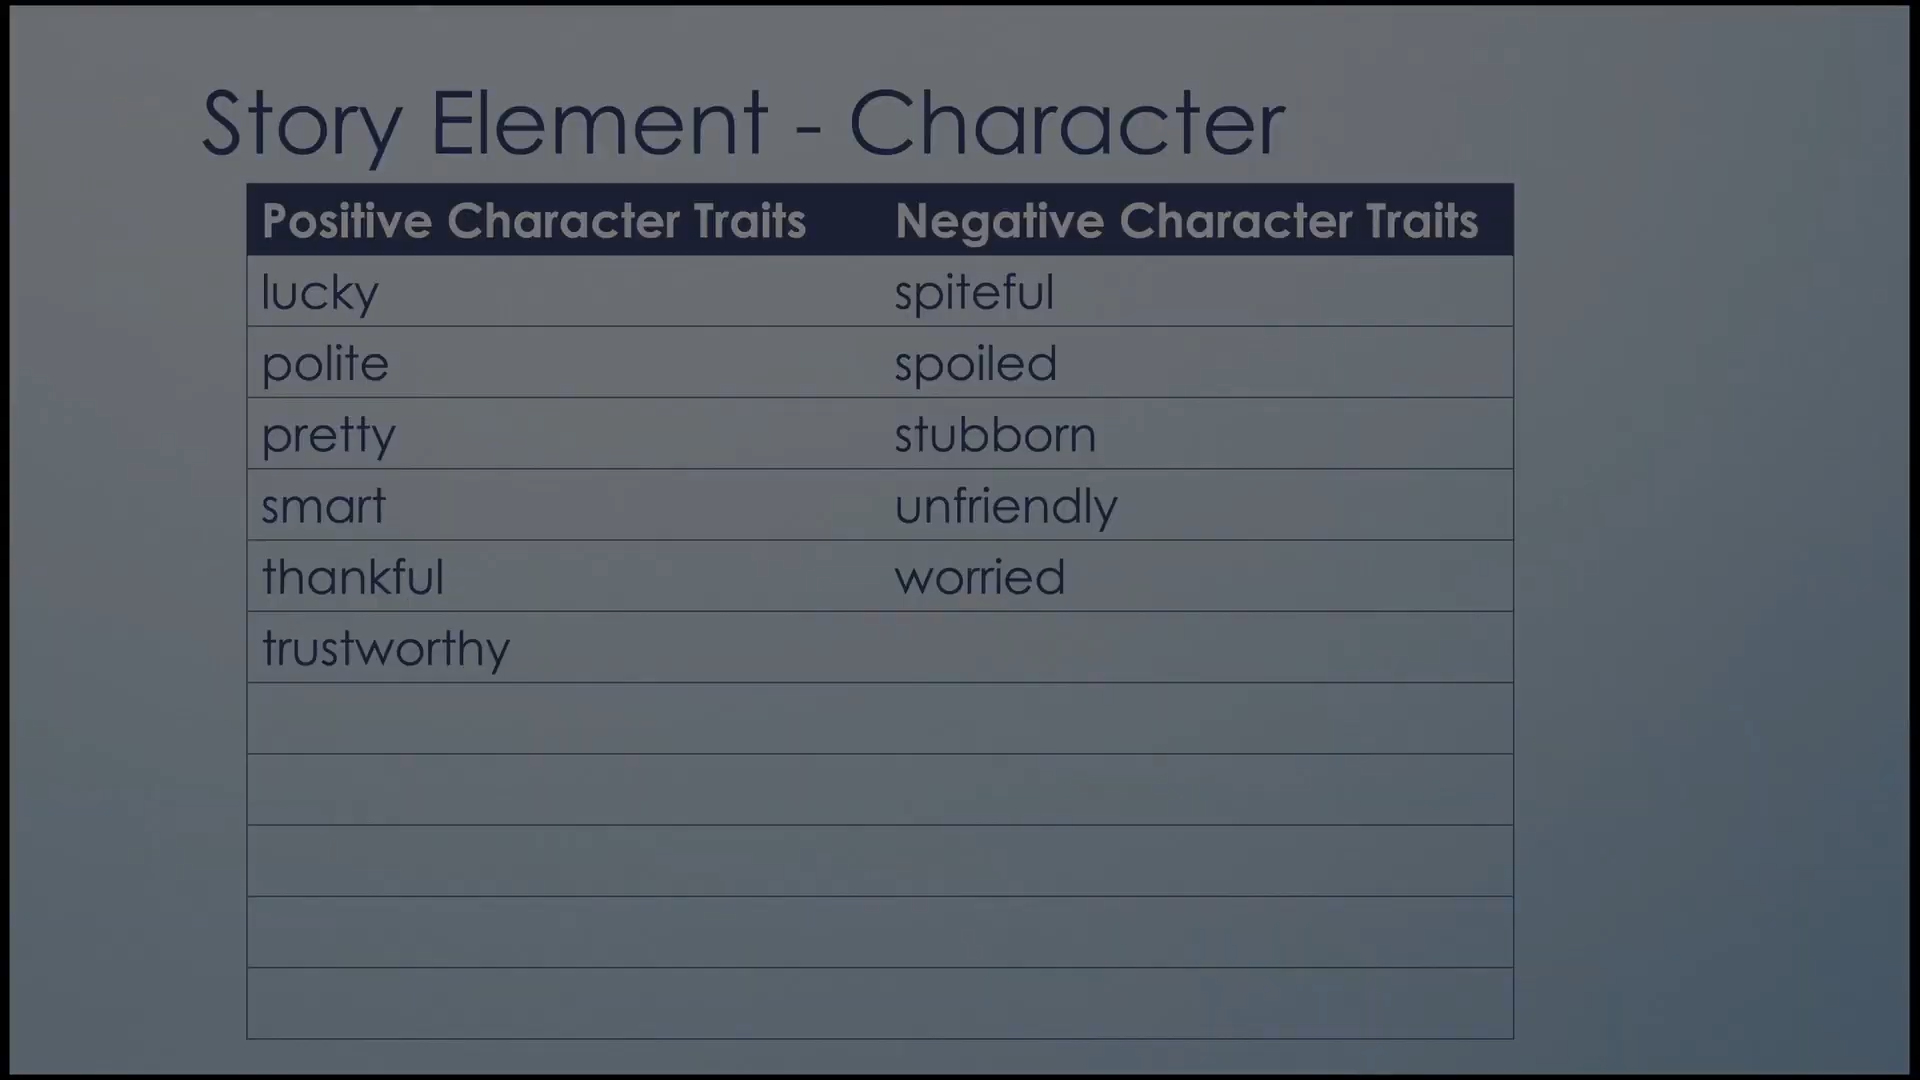 Story Element - Character
Positive Character Traits Negative Character Traits
lucky spiteful
polite spoiled
pretty stubborn
smart unfriendly
thankful worried
trustworthy